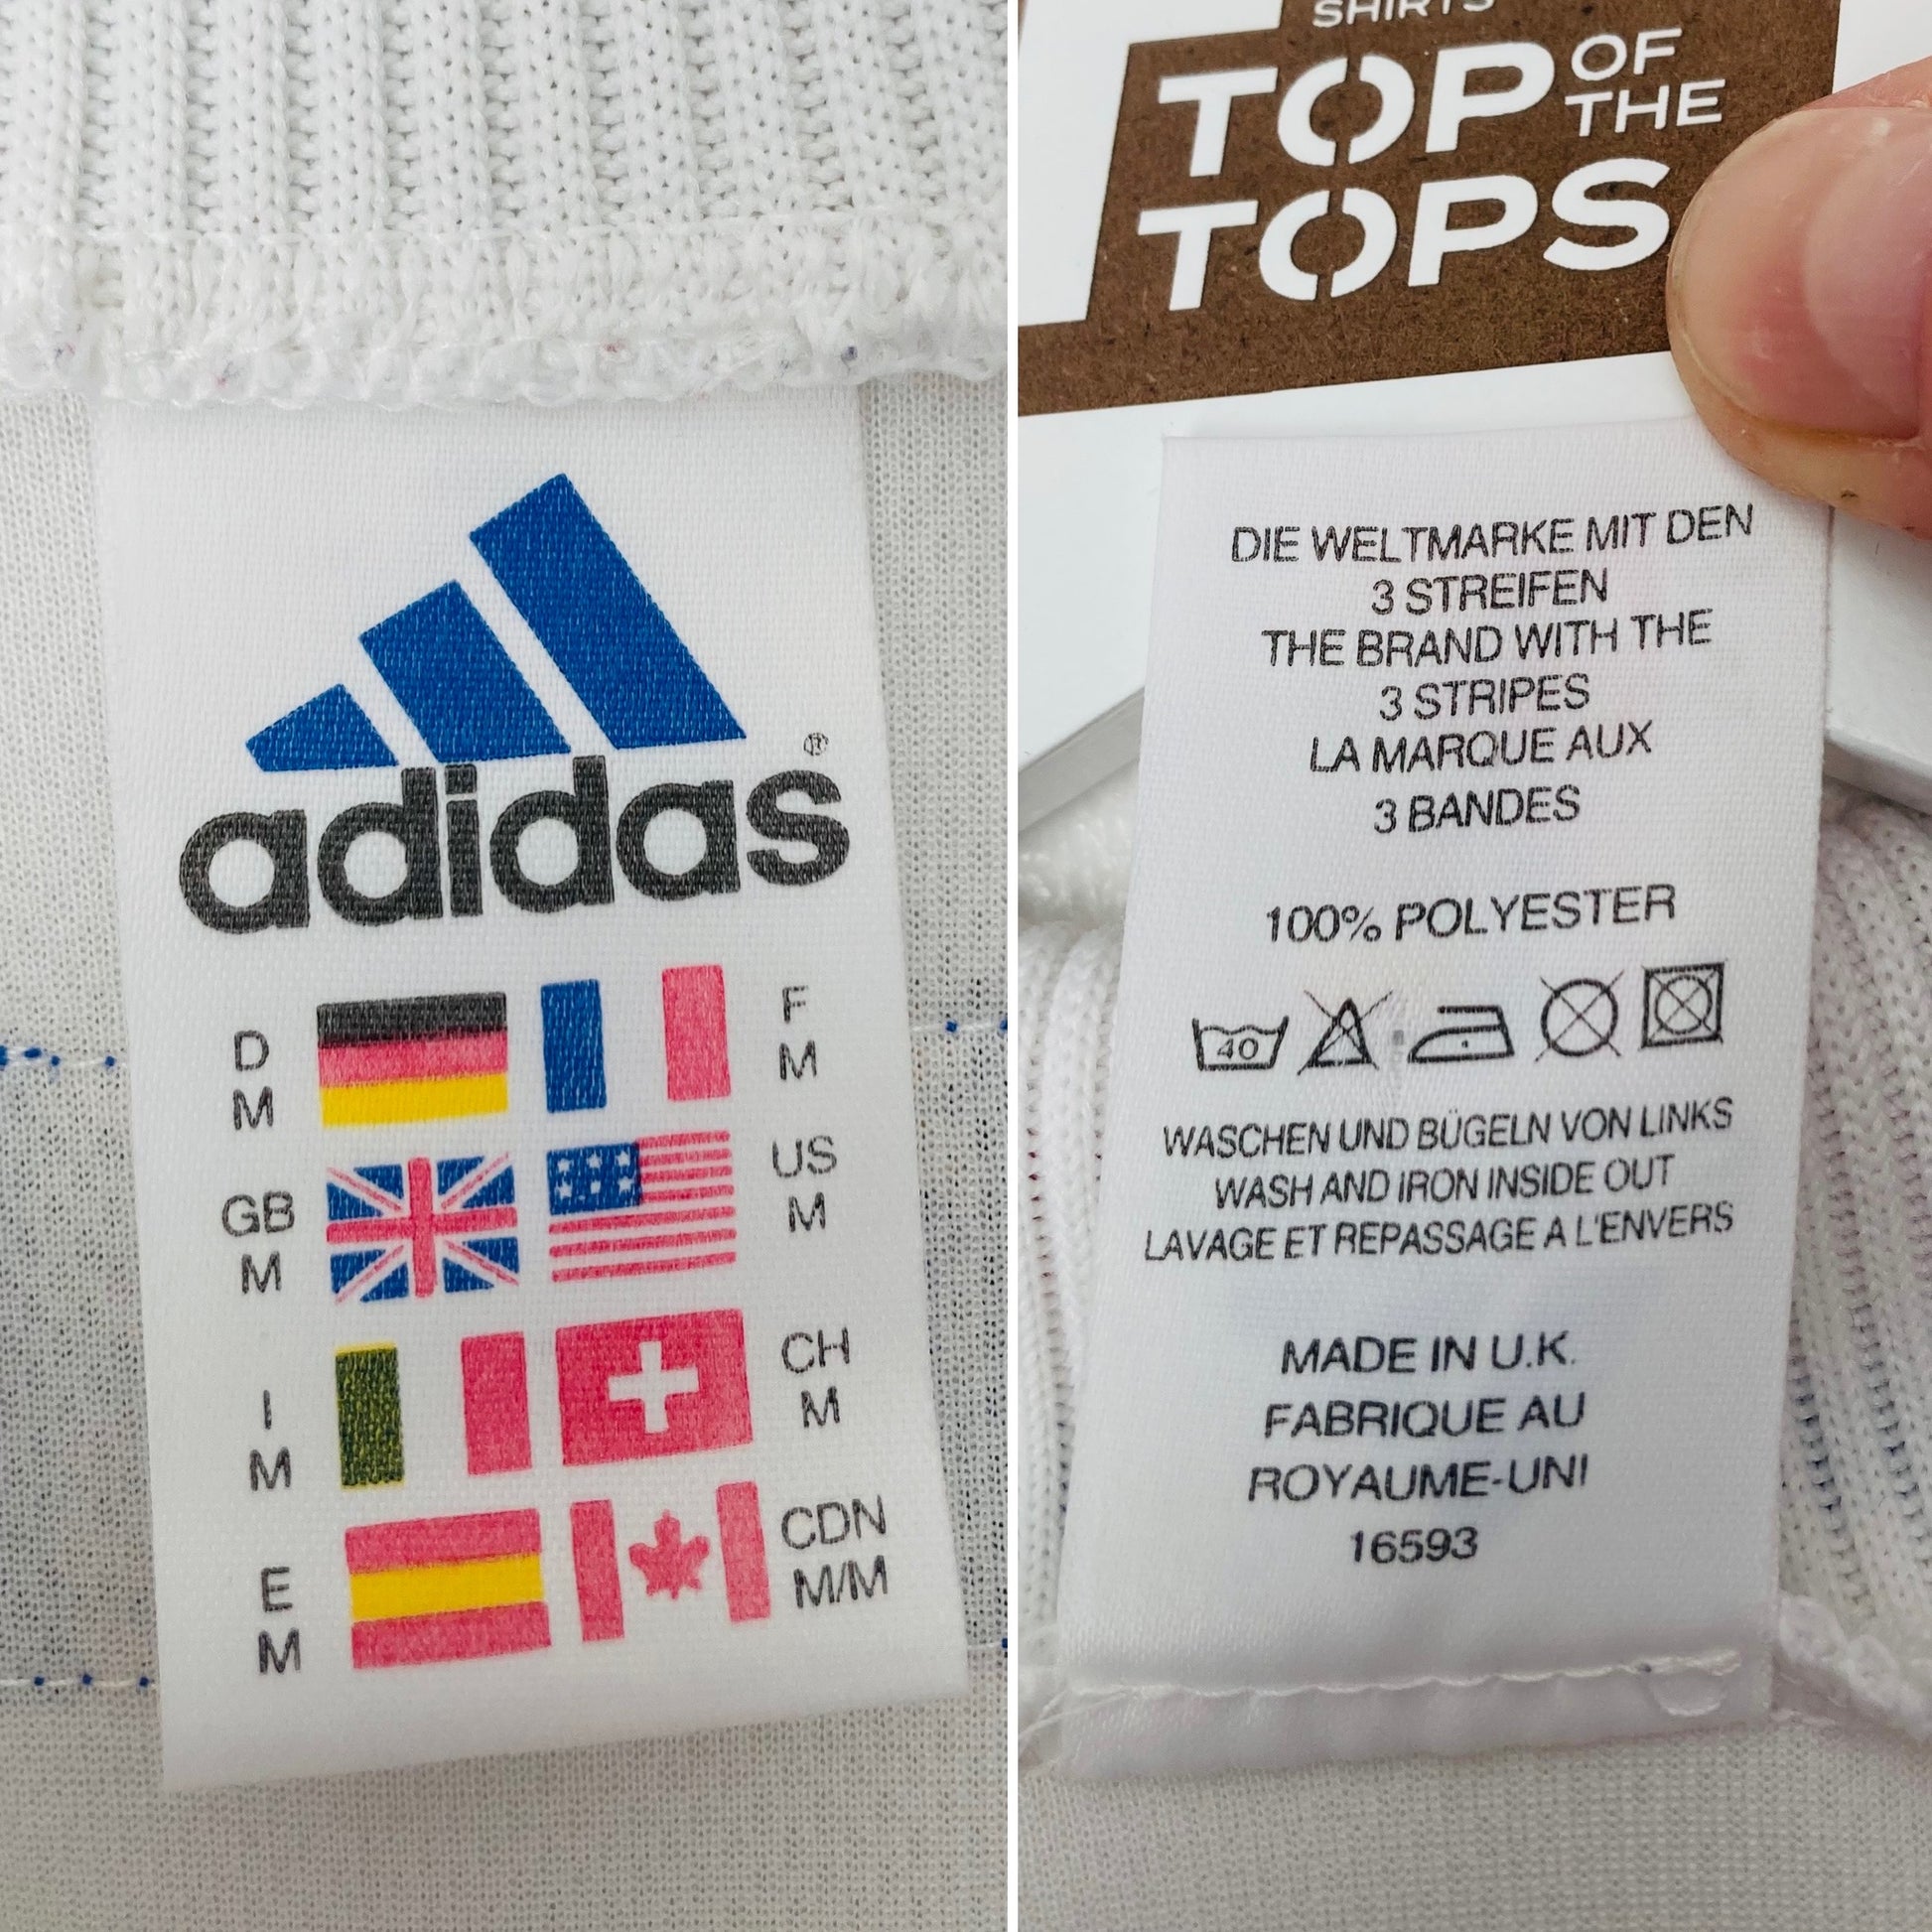 adidas®
D
M
F
M
GB
M
US
M
I
M
CH
M
E
M
CDN
M/M
SHIRTS
TOP OF THE
TOPS
DIE WELTMARKE MIT DEN
3 STREIFEN
THE BRAND WITH THE
3 STRIPES
LA MARQUE AUX
3 BANDES
100% POLYESTER
40
WASCHEN UND BÜGELN VON LINKS
WASH AND IRON INSIDE OUT
LAVAGE ET REPASSAGE A L'ENVERS
MADE IN U.K.
FABRIQUE AU
ROYAUME-UNI
16593